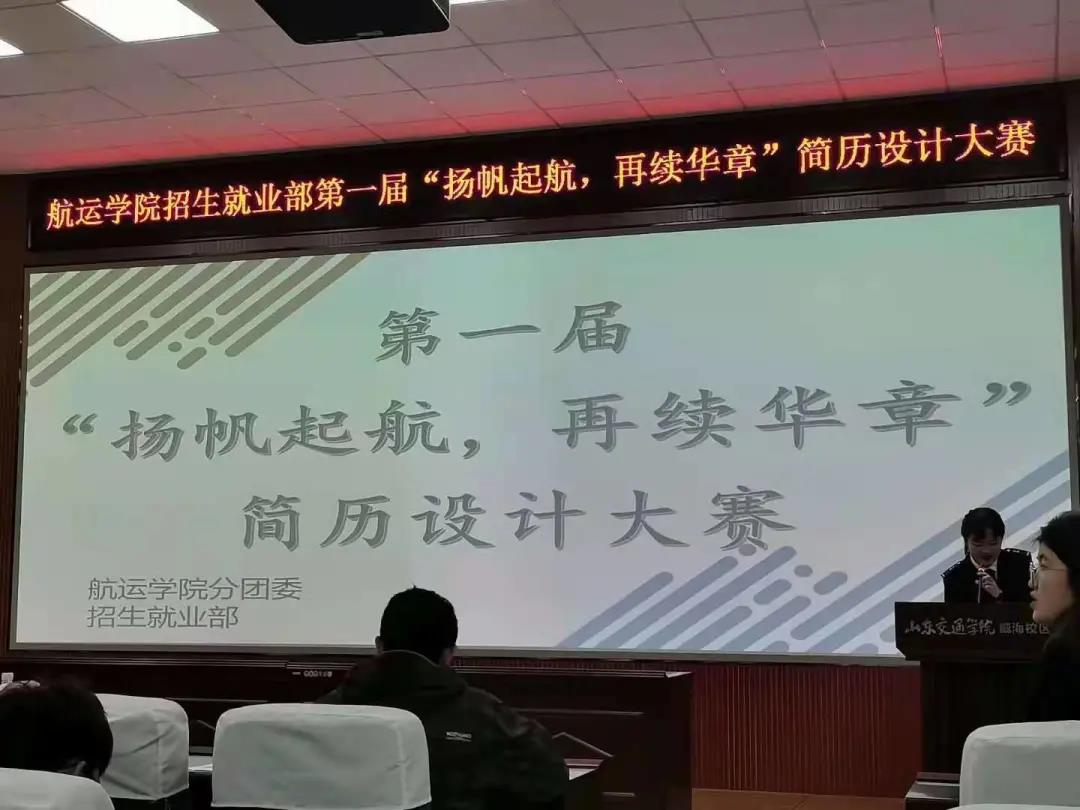 航运学院招生就业部第一届“扬帆起航，再续华章”简历设计大赛
第一届
“扬帆起航，再续华章”
简历设计大赛
航运学院分团委
招生就业部
山东交通学院 威海校区